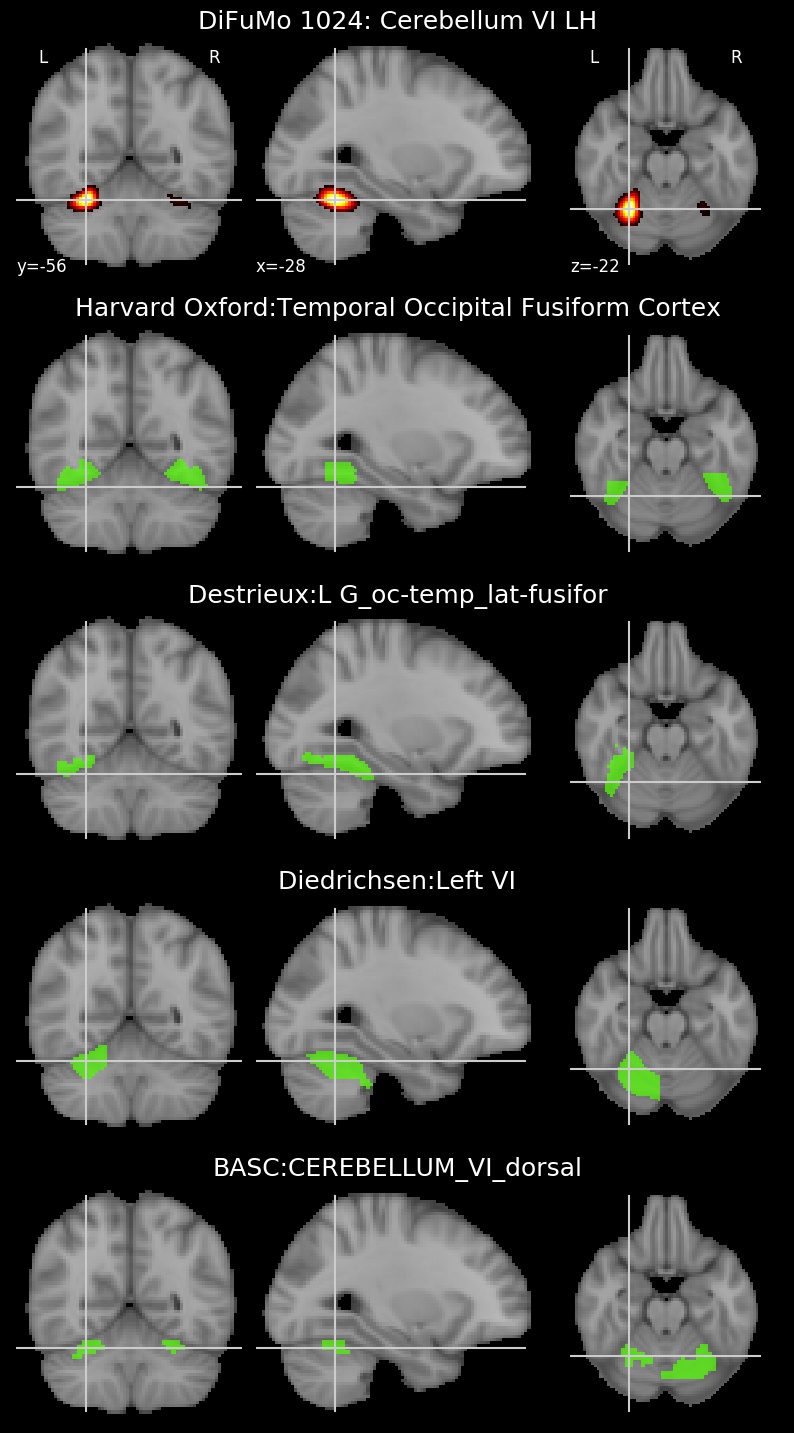 DiFuMo 1024: Cerebellum VI LH
L R L R
y=-56 x=-28 z=-22
Harvard Oxford:Temporal Occipital Fusiform Cortex
Destrieux:L G_oc-temp_lat-fusifor
Diedrichsen:Left VI
BASC:CEREBELLUM_VI_dorsal